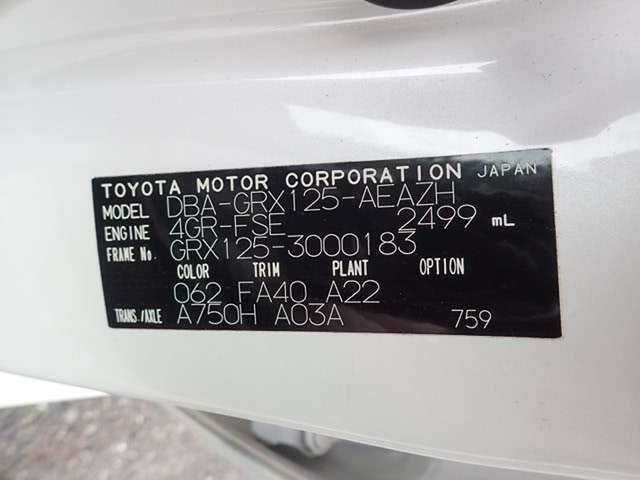 TOYOTA MOTOR CORPORATION JAPAN
MODEL DBA-GRX125-AEAZH
ENGINE 4GR-FSE 2499 mL
FRAME No. GRX125-3000183
COLOR TRIM PLANT OPTION
062 FA40 A22
TRANS./AXLE A750H A03A 759